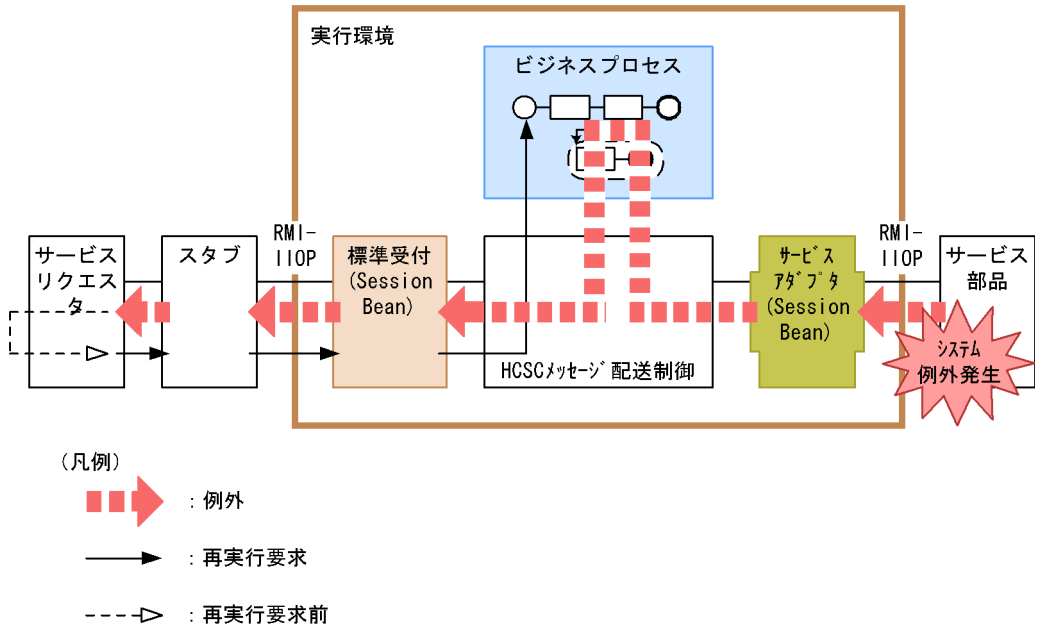 実行環境
ビジネスプロセス
サービス
リクエス
タ
スタブ
RMI-
IIOP
標準受付
(Session
Bean)
HCSCメッセージ配送制御
サービス
アダプタ
(Session
Bean)
RMI-
IIOP
サービス
部品
システム
例外発生
(凡例)
：例外
：再実行要求
：再実行要求前